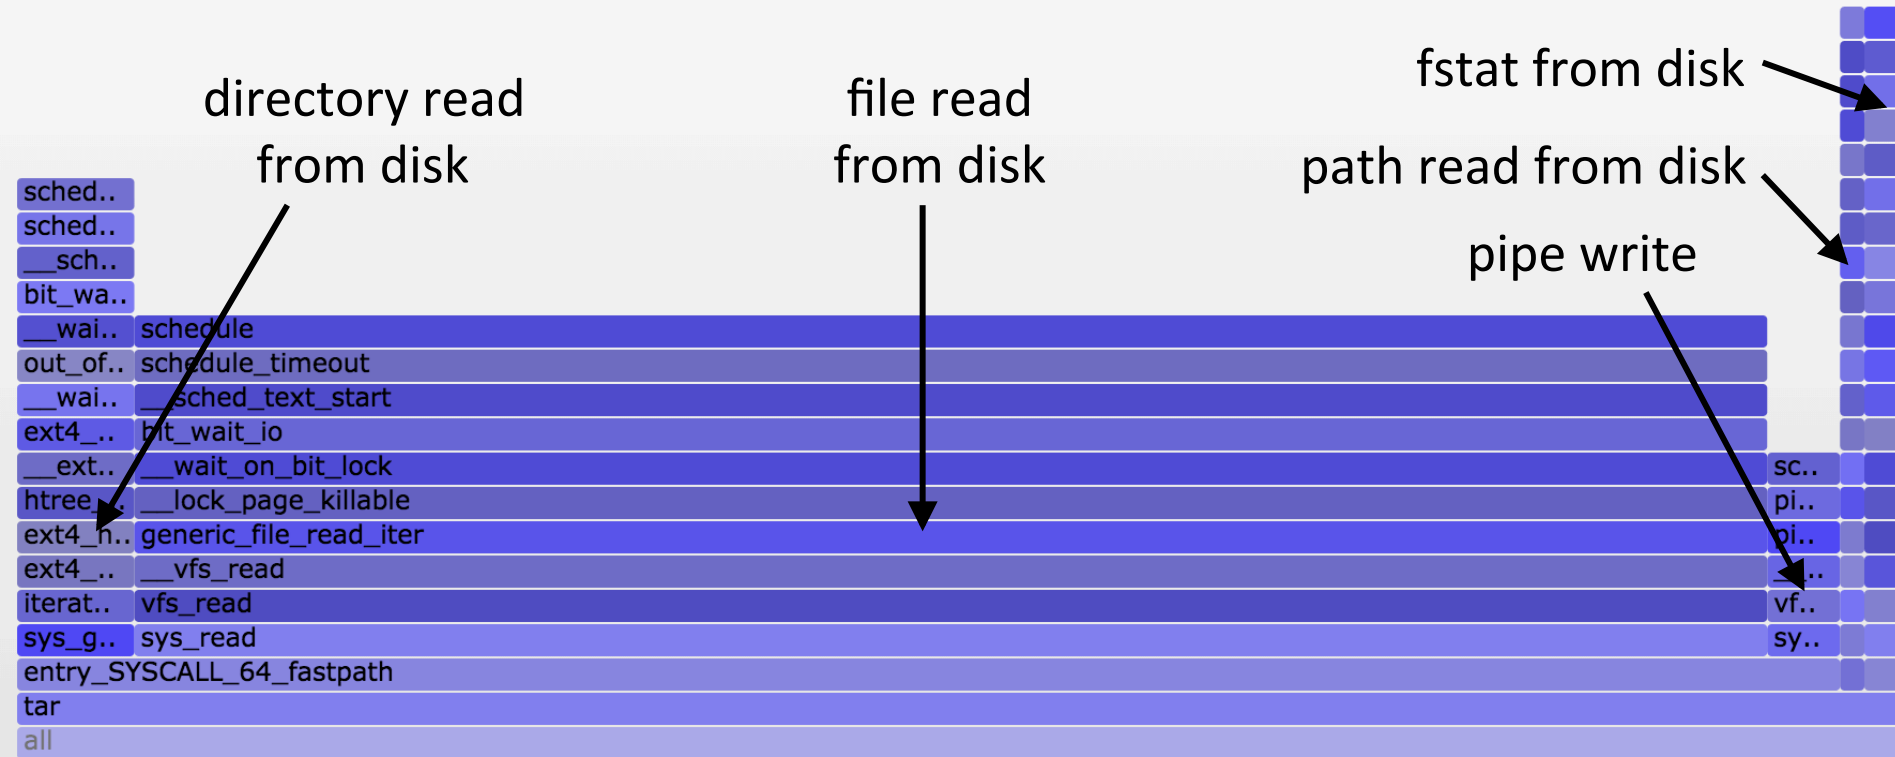 directory read
from disk
file read
from disk
fstat from disk
path read from disk
pipe write
sched..
sched..
__sch..
bit_wa..
__wai..
schedule
out_of..
schedule_timeout
__wai..
__sched_text_start
ext4_..
bit_wait_io
__ext..
__wait_on_bit_lock
sc..
htree_..
__lock_page_killable
pi..
ext4_h..
generic_file_read_iter
pi..
ext4_..
__vfs_read
__..
iterat..
vfs_read
vf..
sys_g..
sys_read
sy..
entry_SYSCALL_64_fastpath
tar
all